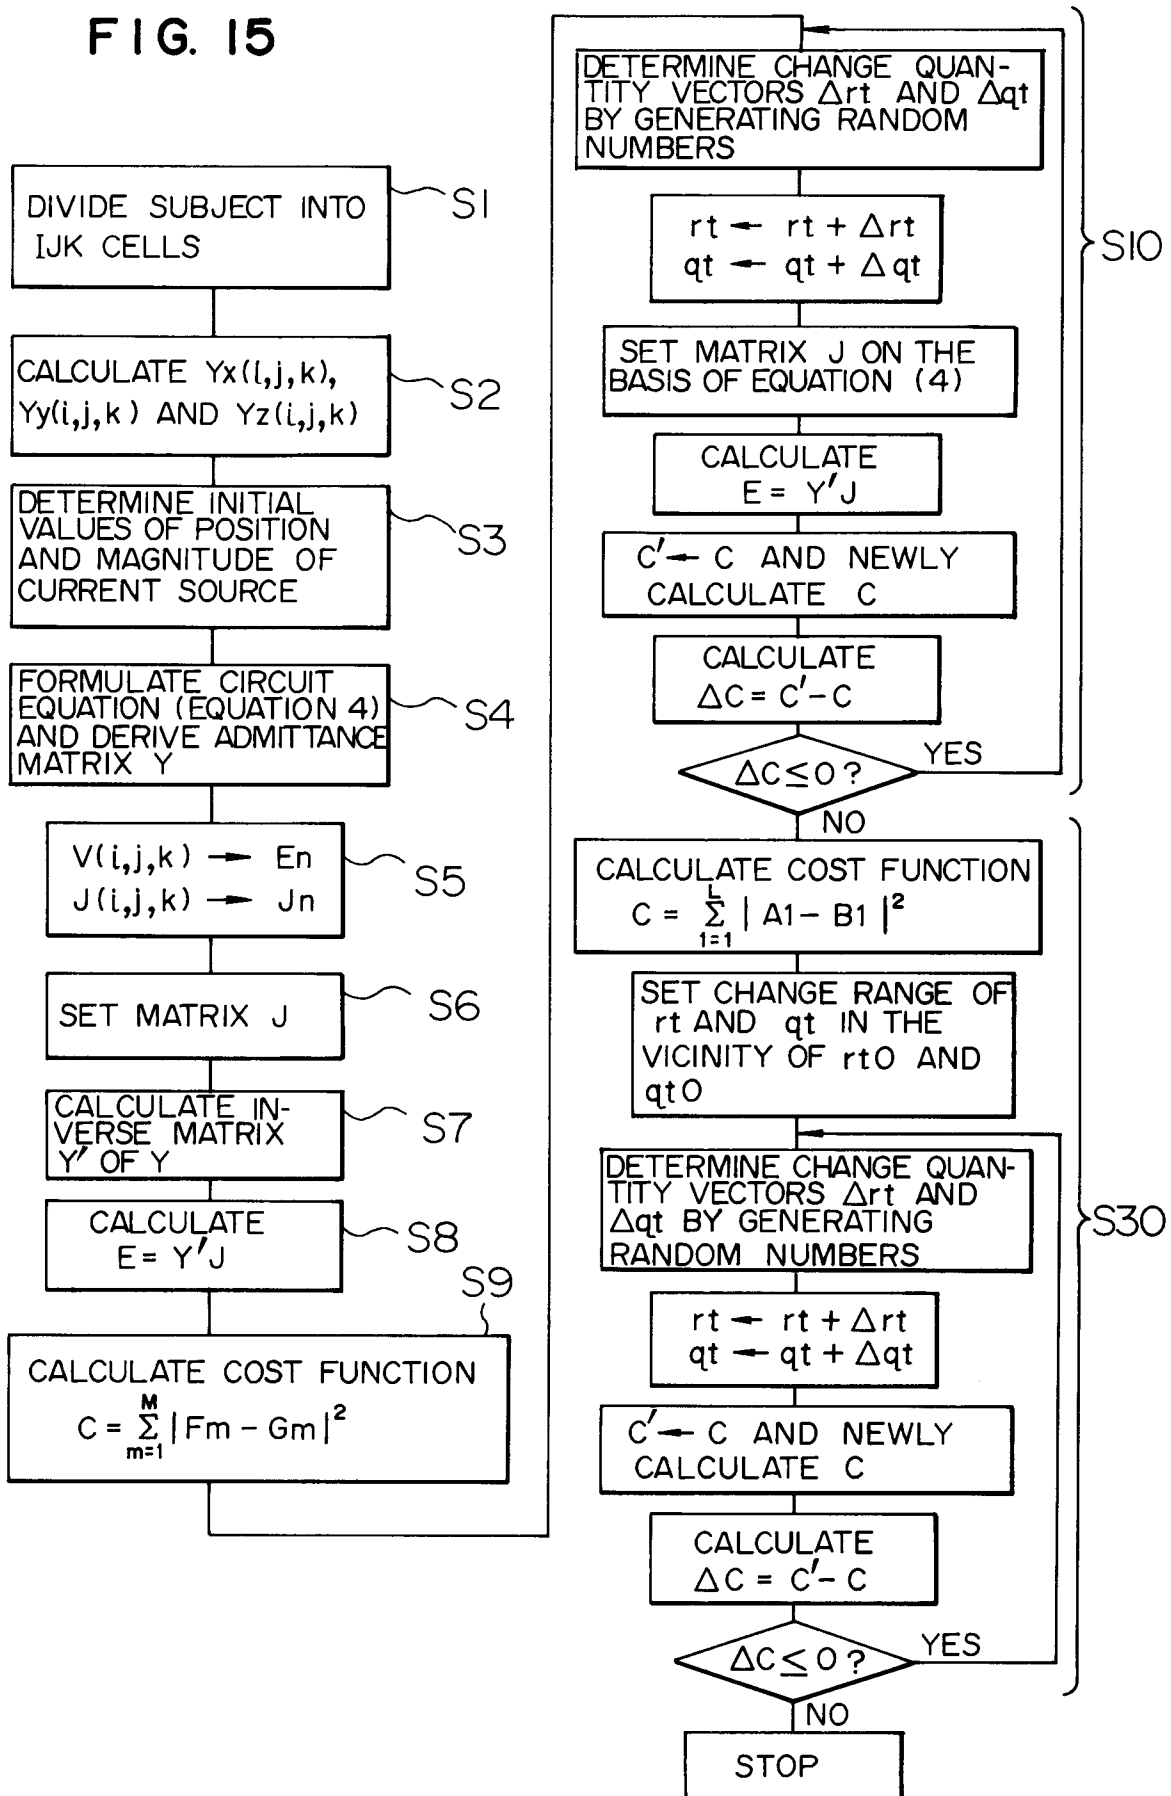 FIG. 15
DIVIDE SUBJECT INTO
IJK CELLS
S1
CALCULATE Yx(i,j,k),
Yy(i,j,k) AND Yz(i,j,k)
S2
DETERMINE INITIAL
VALUES OF POSITION
AND MAGNITUDE OF
CURRENT SOURCE
S3
FORMULATE CIRCUIT
EQUATION (EQUATION 4)
AND DERIVE ADMITTANCE
MATRIX Y
S4
V(i,j,k) → En
J(i,j,k) → Jn
S5
SET MATRIX J
S6
CALCULATE IN-
VERSE MATRIX
Y' OF Y
S7
CALCULATE
E = Y'J
S8
S9
CALCULATE COST FUNCTION
C = M Σ m=1 | Fm - Gm |²
DETERMINE CHANGE QUAN-
TITY VECTORS Δrt AND Δqt
BY GENERATING RANDOM
NUMBERS
rt ← rt + Δrt
qt ← qt + Δqt
SET MATRIX J ON THE
BASIS OF EQUATION (4)
CALCULATE
E = Y'J
C' ← C AND NEWLY
CALCULATE C
CALCULATE
ΔC = C' - C
ΔC ≤ 0 ?
YES
NO
S10
CALCULATE COST FUNCTION
C = L Σ 1=1 | A1 - B1 |²
SET CHANGE RANGE OF
rt AND qt IN THE
VICINITY OF rt0 AND
qt0
DETERMINE CHANGE QUAN-
TITY VECTORS Δrt AND
Δqt BY GENERATING
RANDOM NUMBERS
rt ← rt + Δrt
qt ← qt + Δqt
C' ← C AND NEWLY
CALCULATE C
CALCULATE
ΔC = C' - C
ΔC ≤ 0 ?
YES
NO
S30
STOP